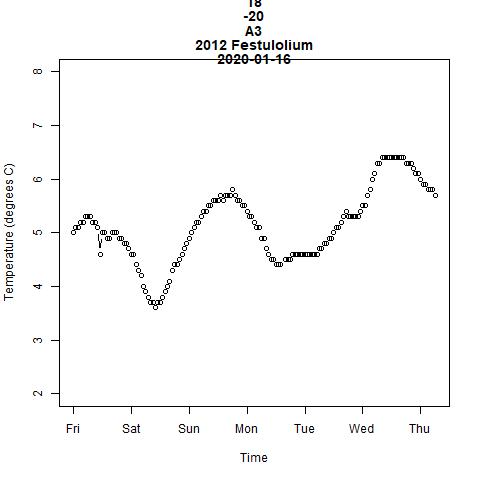 18
-20
A3
2012 Festulolium
2020-01-16
Temperature (degrees C)
8
7
6
5
4
3
2
Fri Sat Sun Mon Tue Wed Thu
Time